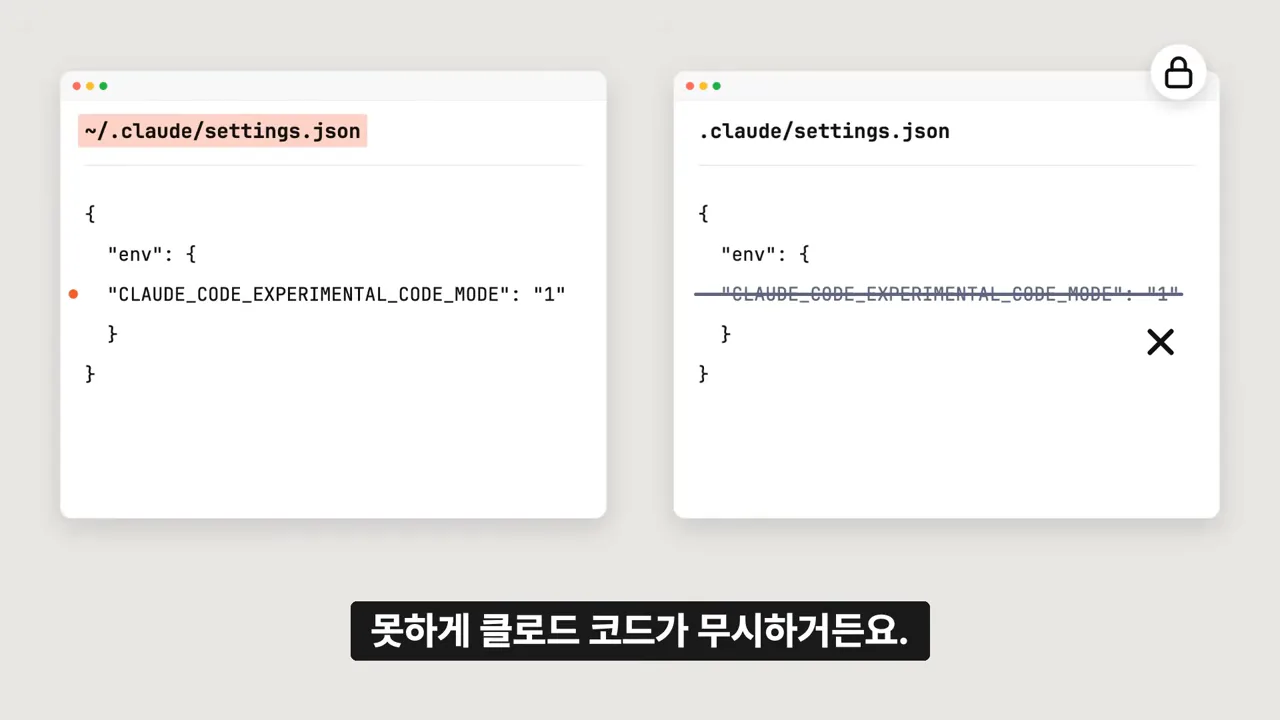 ~/.claude/settings.json
{
"env": {
"CLAUDE_CODE_EXPERIMENTAL_CODE_MODE": "1"
}
}
.claude/settings.json
{
"env": {
"CLAUDE_CODE_EXPERIMENTAL_CODE_MODE": "1"
}
}
못하게 클로드 코드가 무시하거든요.